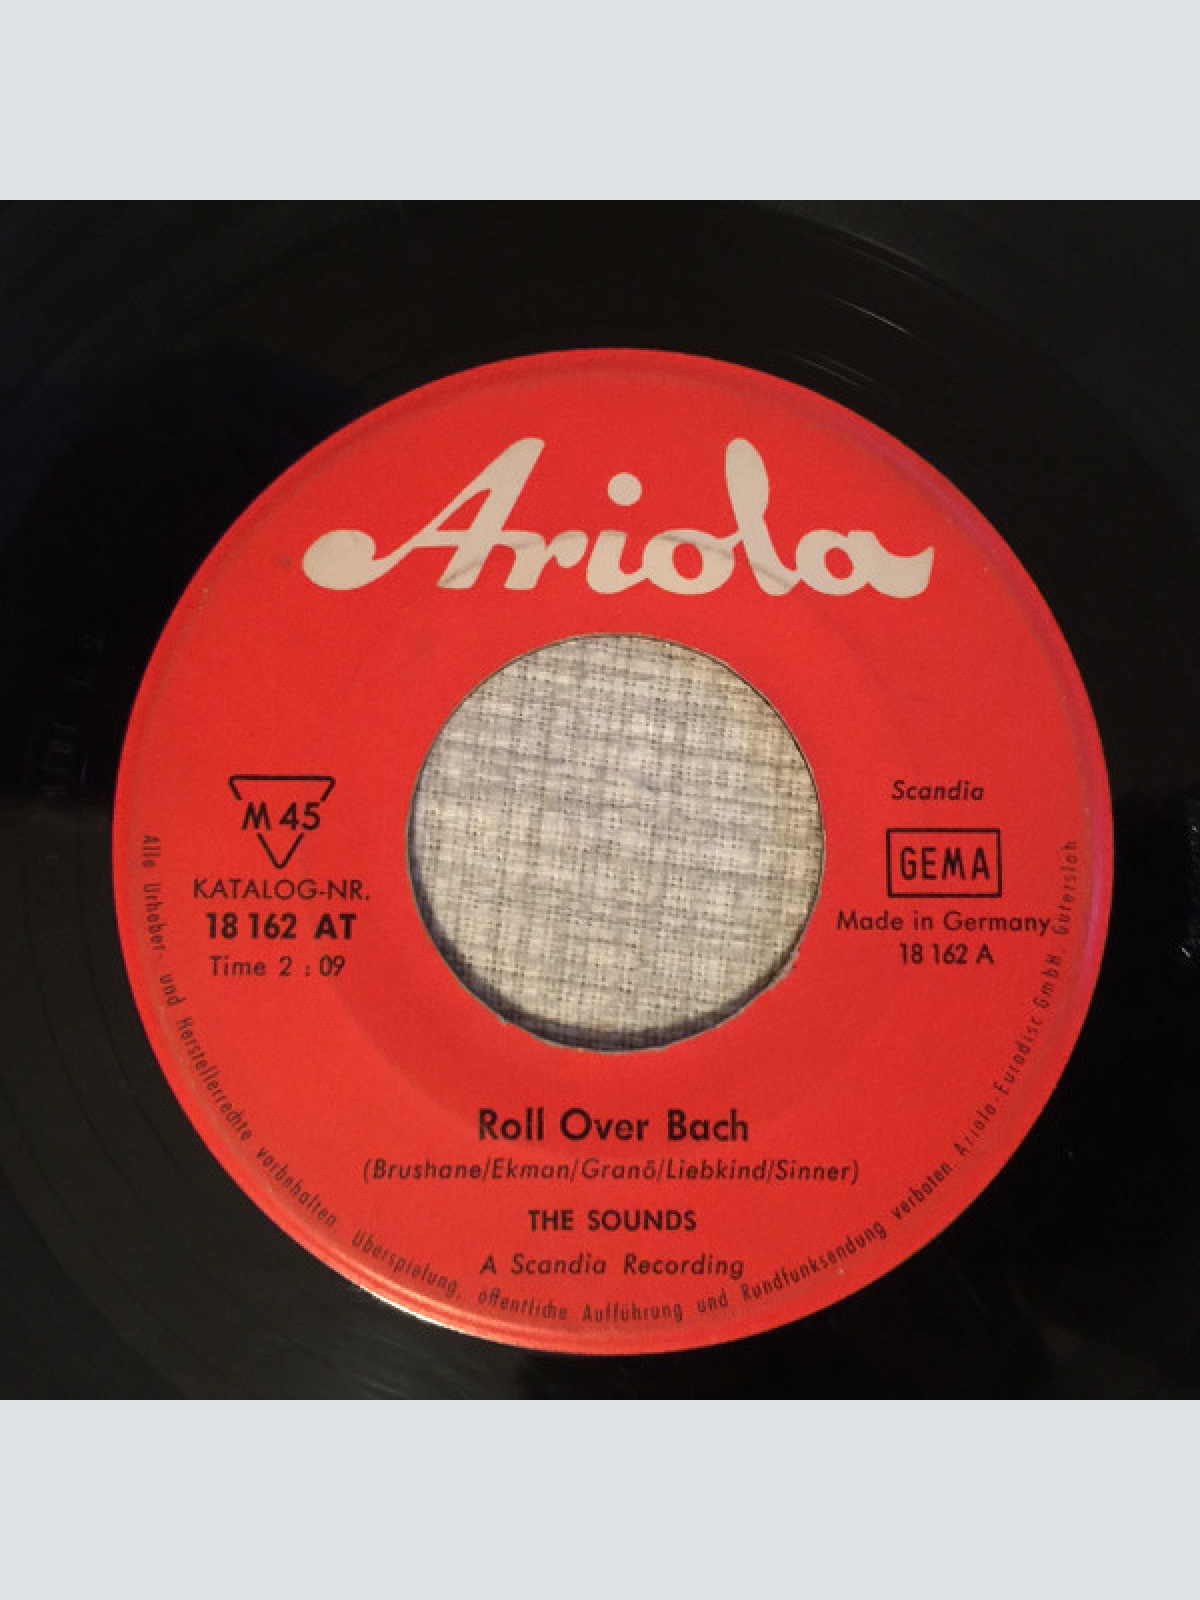 Ariola
M 45
KATALOG-NR.
18 162 AT
Time 2 : 09
Scandia
GEMA
Made in Germany
18 162 A
Roll Over Bach
(Brushane/Ekman/Granö/Liebkind/Sinner)
THE SOUNDS
A Scandia Recording
Alle Urheber- und Herstellerrechte vorbehalten. Überspielung, öffentliche Aufführung und Rundfunksendung verboten. Ariola-Eurodisc GmbH, Gütersloh